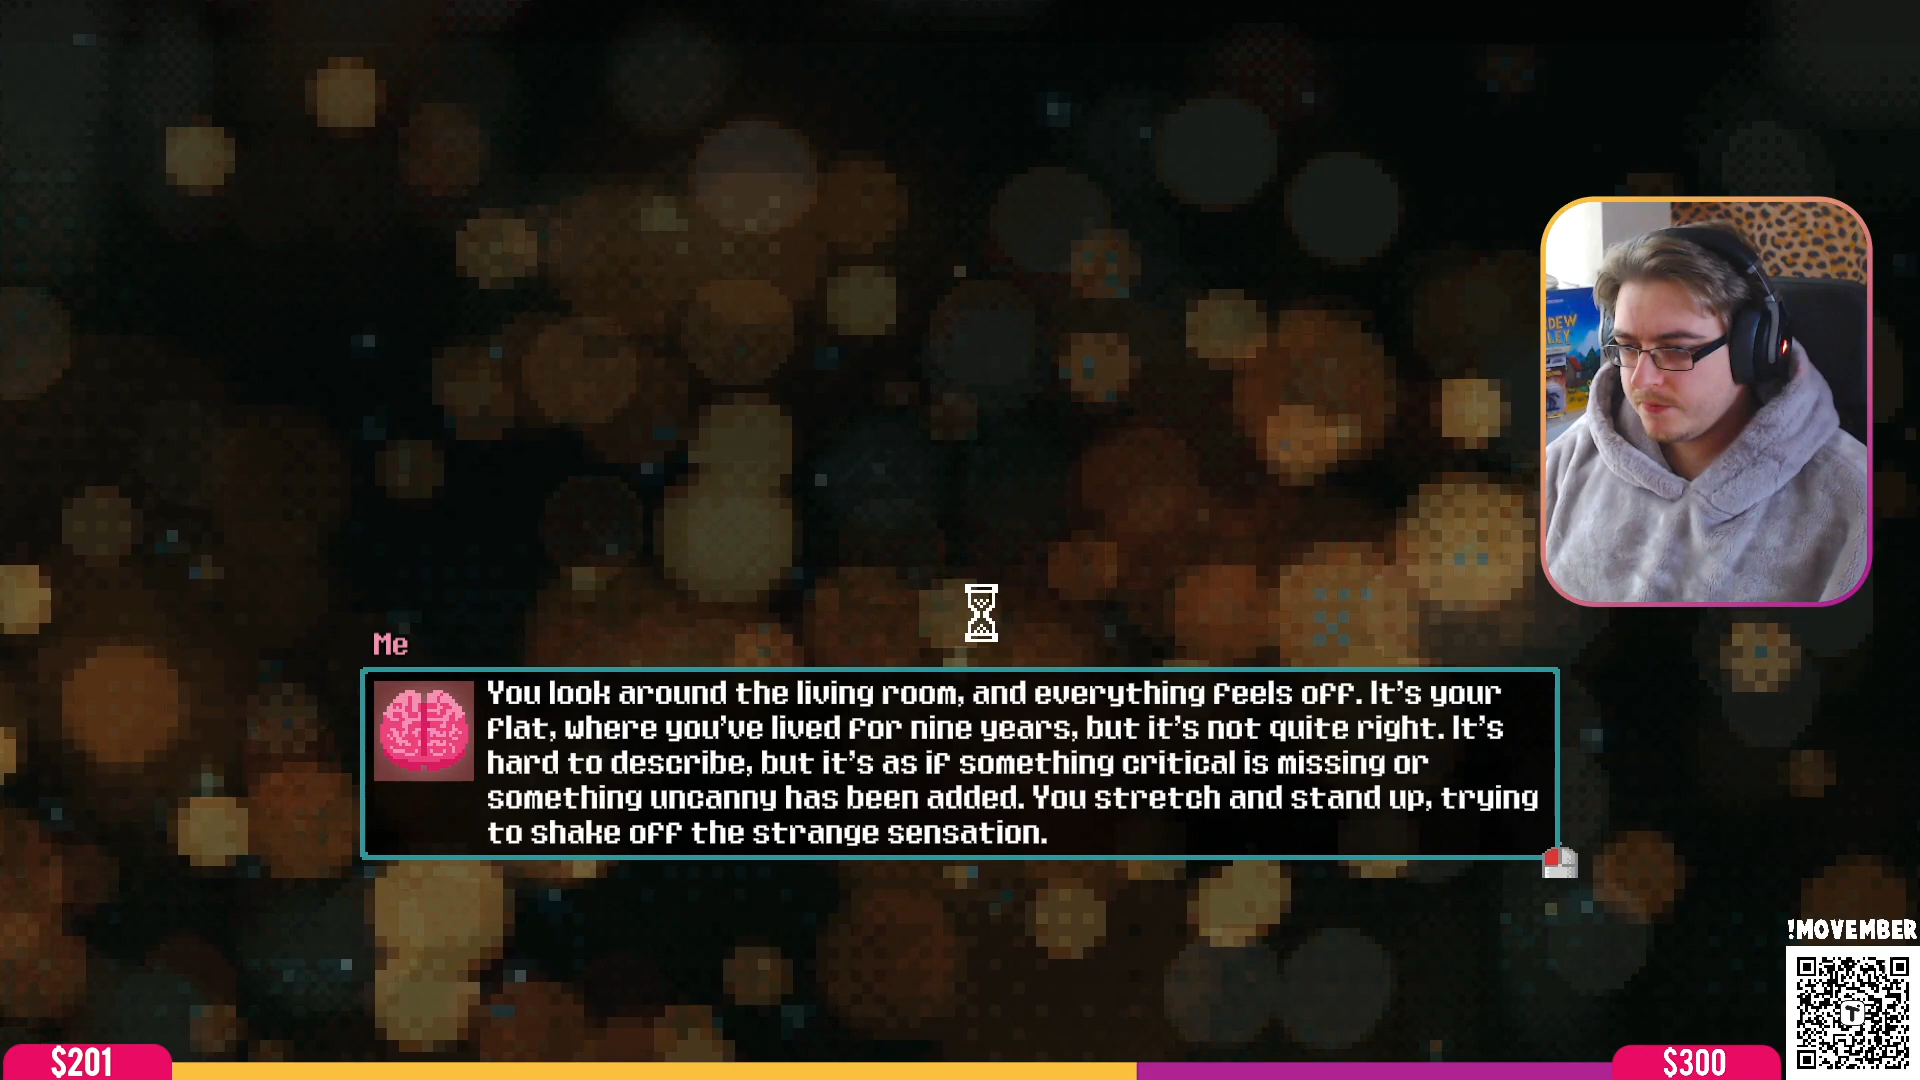 DEW
LEY
Me
You look around the living room, and everything feels off. It's your
flat, where you've lived for nine years, but it's not quite right. It's
hard to describe, but it's as if something critical is missing or
something uncanny has been added. You stretch and stand up, trying
to shake off the strange sensation.
!MOVEMBER
T
$201
$300